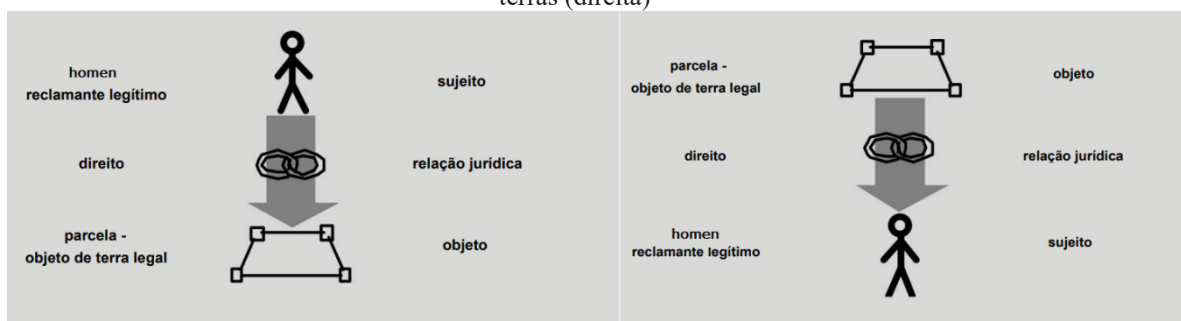 terras (direita)
homen
reclamante legítimo
sujeito
direito
relação jurídica
parcela -
objeto de terra legal
objeto
parcela -
objeto de terra legal
objeto
direito
relação jurídica
homen
reclamante legítimo
sujeito